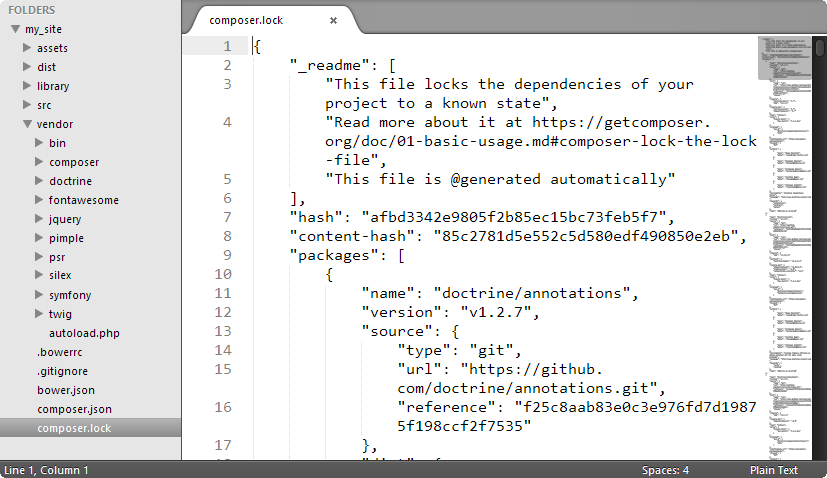 FOLDERS
my_site
assets
dist
library
src
vendor
bin
composer
doctrine
fontawesome
jquery
pimple
psr
silex
symfony
twig
autoload.php
.bowerrc
.gitignore
bower.json
composer.json
composer.lock
composer.lock ×
1 {
2 "_readme": [
3 "This file locks the dependencies of your
project to a known state",
4 "Read more about it at https://getcomposer.
org/doc/01-basic-usage.md#composer-lock-the-lock
-file",
5 "This file is @generated automatically"
6 ],
7 "hash": "afbd3342e9805f2b85ec15bc73feb5f7",
8 "content-hash": "85c2781d5e552c5d580edf490850e2eb",
9 "packages": [
10 {
11 "name": "doctrine/annotations",
12 "version": "v1.2.7",
13 "source": {
14 "type": "git",
15 "url": "https://github.
com/doctrine/annotations.git",
16 "reference": "f25c8aab83e0c3e976fd7d1987
5f198ccf2f7535"
17 },
Line 1, Column 1
Spaces: 4
Plain Text